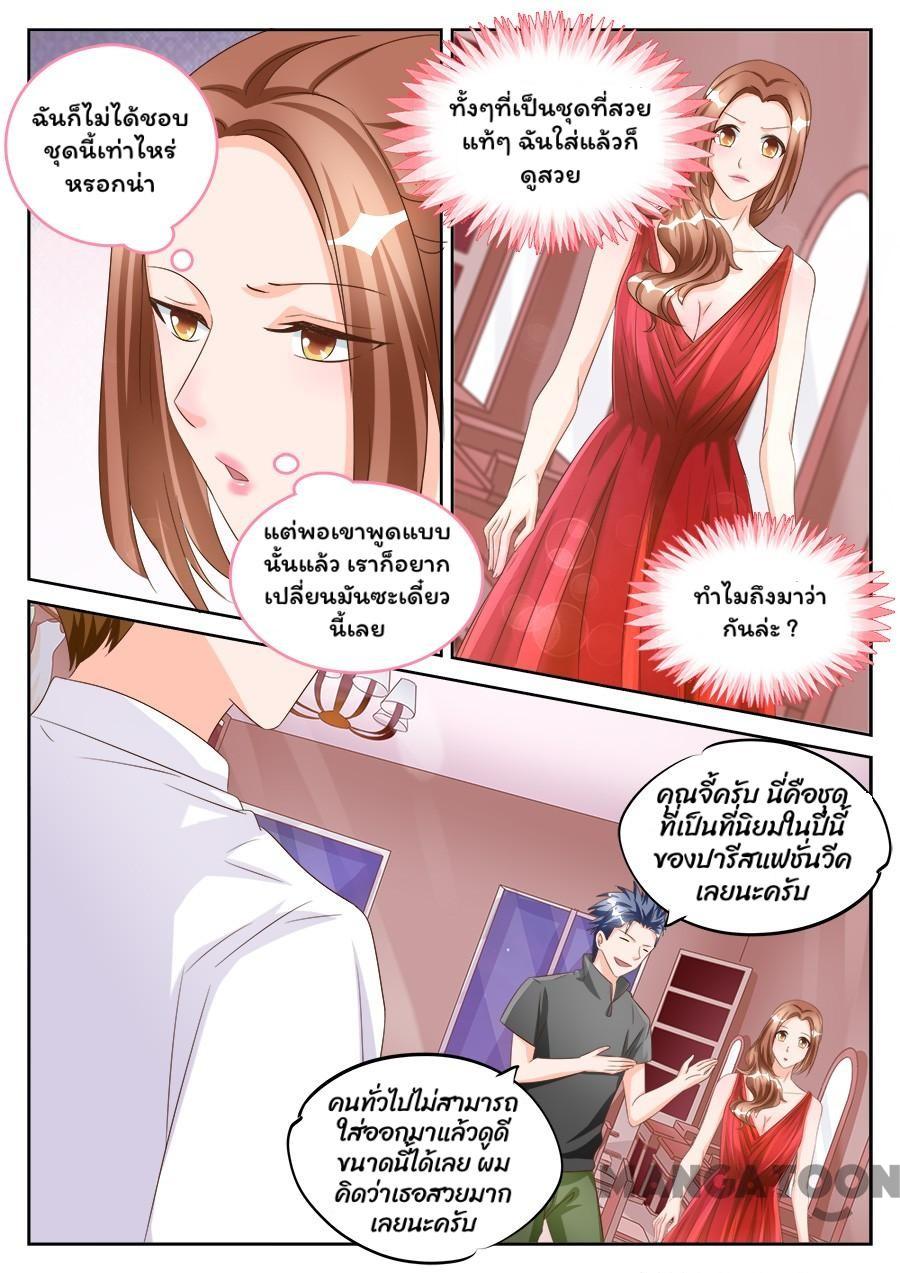 ฉันก็ไม่ได้ชอบ
ชุดนี้เท่าไหร่
หรอกน่า
แต่พอเขาพูดแบบ
นั้นแล้ว เราก็อยาก
เปลี่ยนมันซะเดี๋ยว
นี้เลย
ทั้งๆที่เป็นชุดที่สวย
แท้ๆ ฉันใส่แล้วก็
ดูสวย
ทำไมถึงมาว่า
กันล่ะ ?
คุณจี้ครับ นี่คือชุด
ที่เป็นที่นิยมในปีนี้
ของปารีสแฟชั่นวีค
เลยนะครับ
คนทั่วไปไม่สามารถ
ใส่ออกมาแล้วดูดี
ขนาดนี้ได้เลย ผม
คิดว่าเธอสวยมาก
เลยนะครับ
MANGATOON